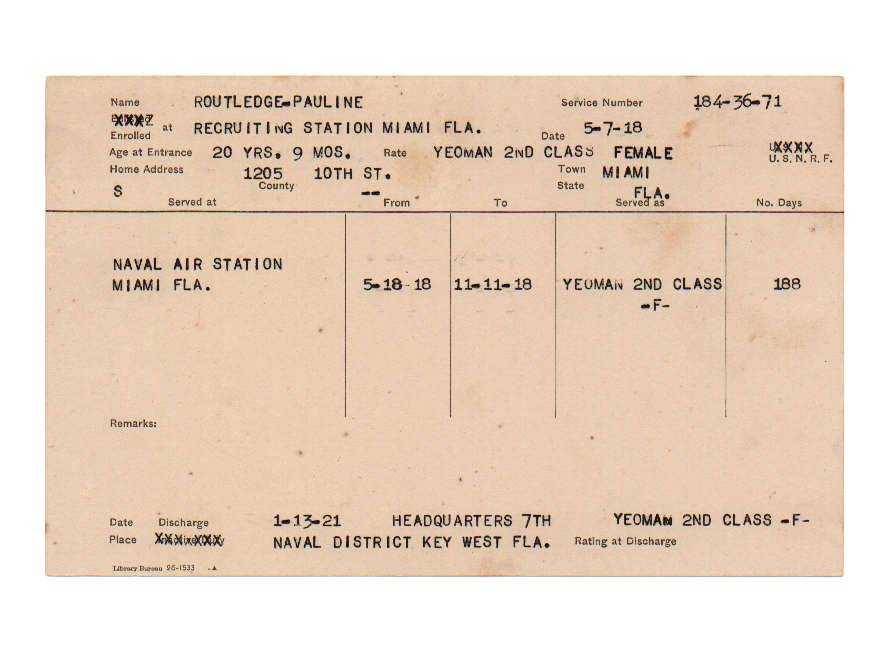 Name ROUTLEDGE-PAULINE Service Number 184-36-71
Enrolled at RECRUITING STATION MIAMI FLA. Date 5-7-18
Age at Entrance 20 YRS. 9 MOS. Rate YEOMAN 2ND CLASS FEMALE U. S. N. R. F.
Home Address 1205 10TH ST. Town MIAMI
S County -- State FLA.
Served at From To Served as No. Days
NAVAL AIR STATION
MIAMI FLA. 5-18-18 11-11-18 YEOMAN 2ND CLASS 188
-F-
Remarks:
Date Discharge 1-13-21 HEADQUARTERS 7TH YEOMAN 2ND CLASS -F-
Place NAVAL DISTRICT KEY WEST FLA. Rating at Discharge
Library Bureau 26-1533